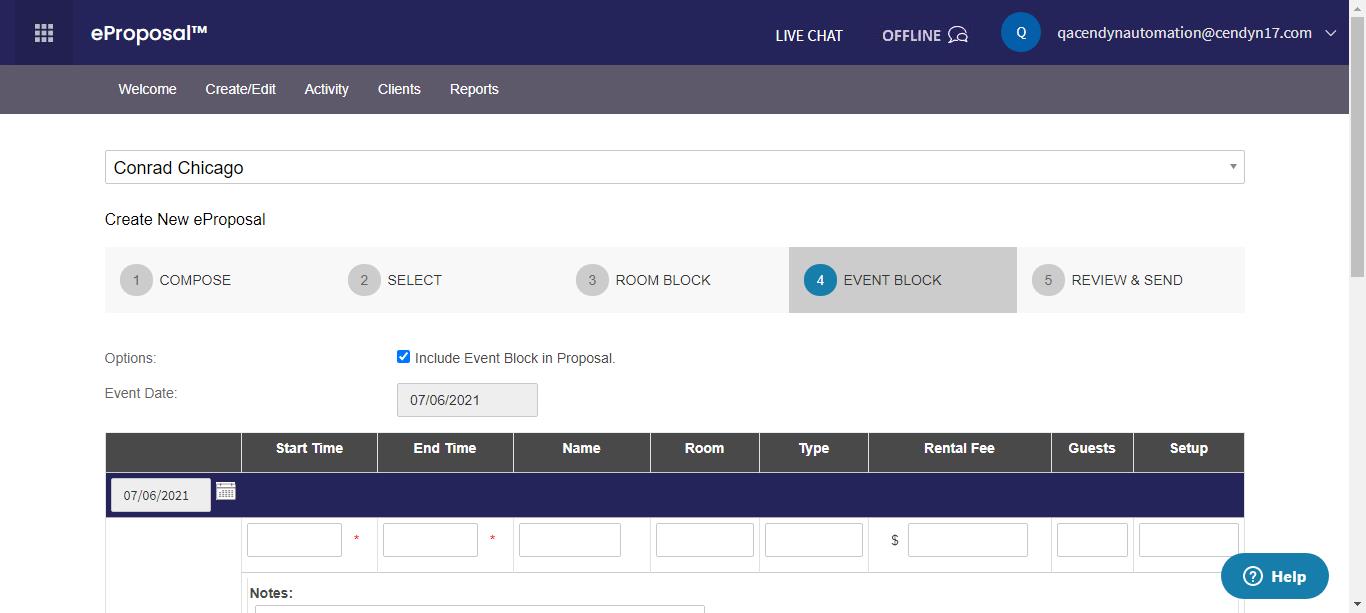 eProposal™
LIVE CHAT
OFFLINE
Q
qacendynautomation@cendyn17.com
Welcome Create/Edit Activity Clients Reports
Conrad Chicago
Create New eProposal
1 COMPOSE 2 SELECT 3 ROOM BLOCK 4 EVENT BLOCK 5 REVIEW & SEND
Options: Include Event Block in Proposal.
Event Date: 07/06/2021
Start Time End Time Name Room Type Rental Fee Guests Setup
07/06/2021
* * $
Notes:
? Help